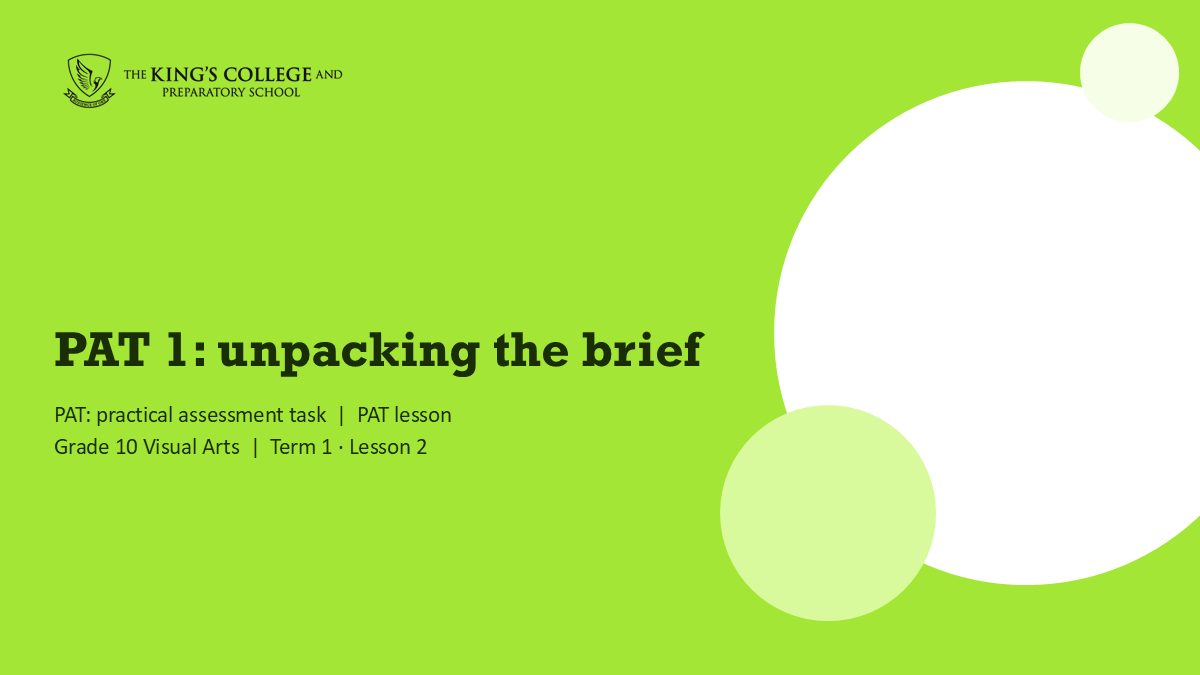 THE KING'S COLLEGE AND
PREPARATORY SCHOOL
PAT 1: unpacking the brief
PAT: practical assessment task | PAT lesson
Grade 10 Visual Arts | Term 1 · Lesson 2